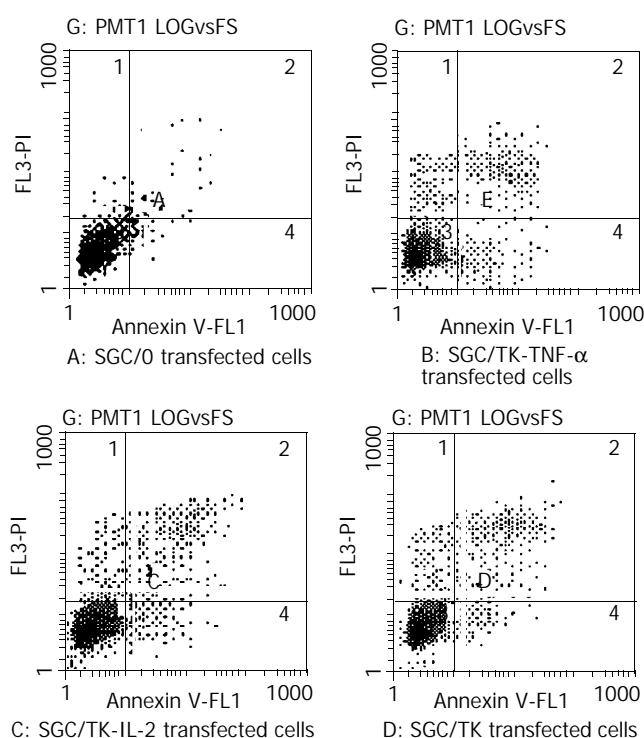 G: PMT1 LOGvsFS
1000
1
2
FL3-PI
A
4
1
1
1000
Annexin V-FL1
A: SGC/0 transfected cells
G: PMT1 LOGvsFS
1000
1
2
FL3-PI
E
3
4
1
1
1000
Annexin V-FL1
B: SGC/TK-TNF-α
transfected cells
G: PMT1 LOGvsFS
1000
1
2
FL3-PI
C
4
1
1
1000
Annexin V-FL1
C: SGC/TK-IL-2 transfected cells
G: PMT1 LOGvsFS
1000
1
2
FL3-PI
D
4
1
1
1000
Annexin V-FL1
D: SGC/TK transfected cells